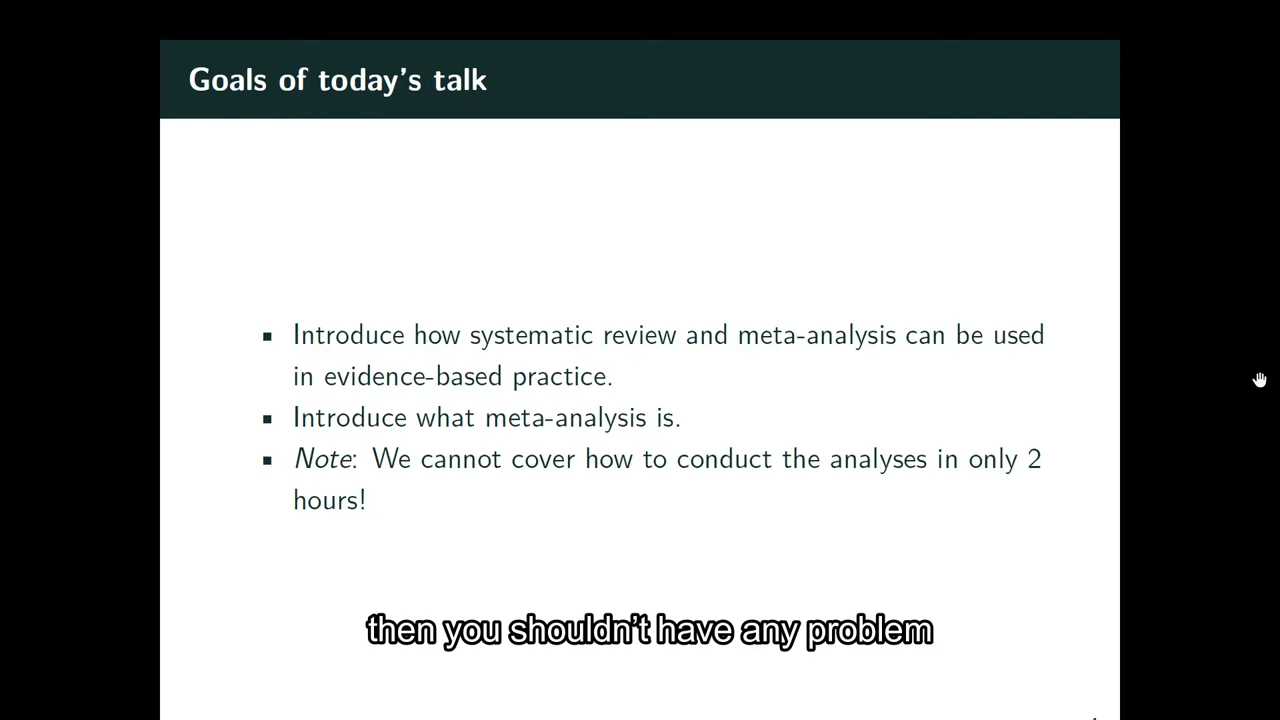 Goals of today's talk
▪ Introduce how systematic review and meta-analysis can be used
in evidence-based practice.
▪ Introduce what meta-analysis is.
▪ Note: We cannot cover how to conduct the analyses in only 2
hours!
then you shouldn't have any problem